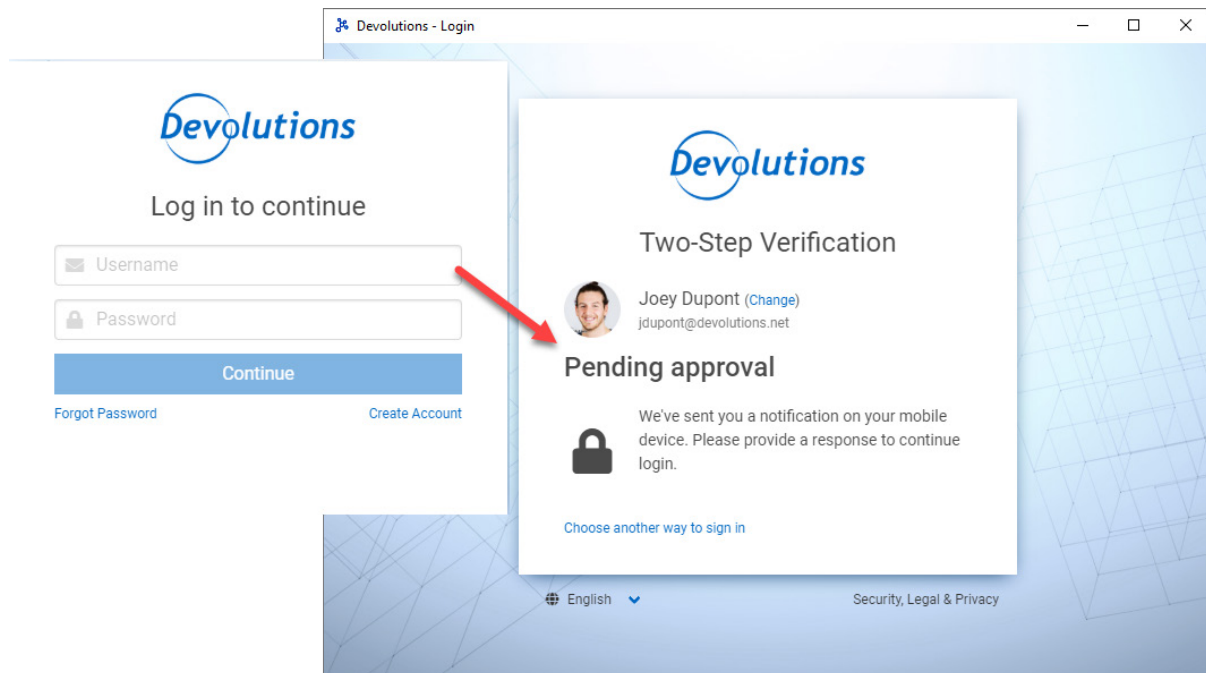 Devolutions - Login
Devolutions
Log in to continue
Username
Password
Continue
Forgot Password
Create Account
Devolutions
Two-Step Verification
Joey Dupont (Change)
jdupont@devolutions.net
Pending approval
We've sent you a notification on your mobile
device. Please provide a response to continue
login.
Choose another way to sign in
English
Security, Legal & Privacy